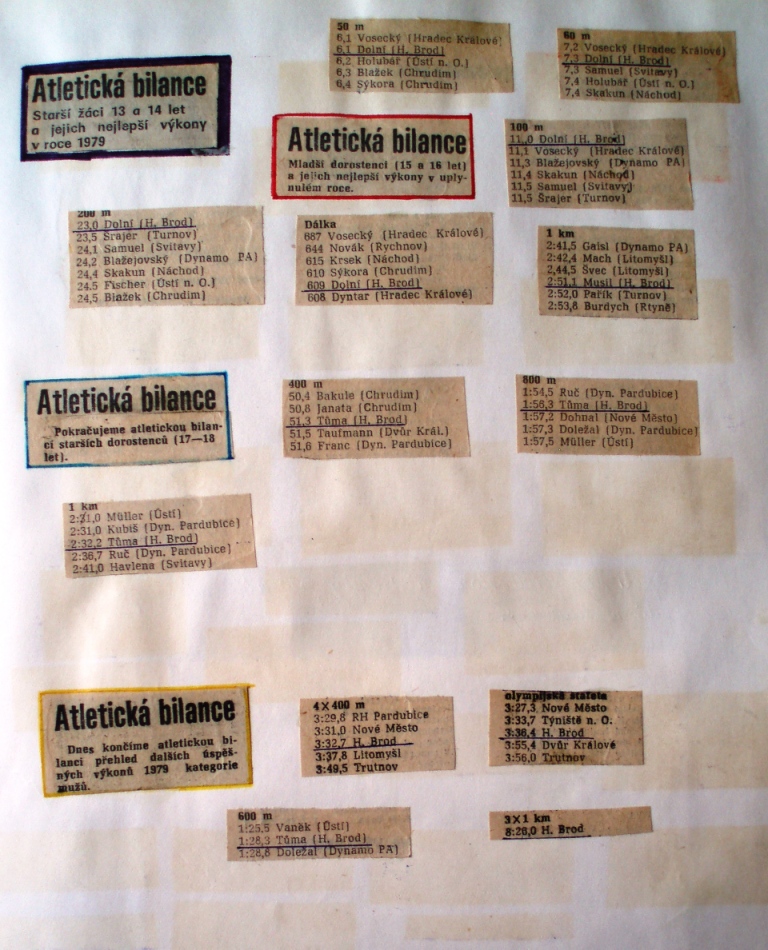 50 m
6,1 Vosecký (Hradec Králové)
6,1 Dolní (H. Brod)
6,2 Holubář (Ústí n. O.)
6,3 Blažek (Chrudim)
6,4 Sýkora (Chrudim)
60 m
7,2 Vosecký (Hradec Králové)
7,3 Dolní (H. Brod)
7,3 Samuel (Svitavy)
7,4 Holubář (Ústí n. O.)
7,4 Skakun (Náchod)
Atletická bilance
Starší žáci 13 a 14 let
a jejich nejlepší výkony
v roce 1979
Atletická bilance
Mladší dorostenci (15 a 16 let)
a jejich nejlepší výkony v uply-
nulém roce.
100 m
11,0 Dolní (H. Brod)
11,1 Vosecký (Hradec Králové)
11,3 Blažejovský (Dynamo PA)
11,4 Skakun (Náchod)
11,5 Samuel (Svitavy)
11,5 Šrajer (Turnov)
200 m
23,0 Dolní (H. Brod)
23,5 Šrajer (Turnov)
24,1 Samuel (Svitavy)
24,2 Blažejovský (Dynamo PA)
24,4 Skakun (Náchod)
24,5 Fischer (Ústí n. O.)
24,5 Blažek (Chrudim)
Dálka
687 Vosecký (Hradec Králové)
644 Novák (Rychnov)
615 Krsek (Náchod)
610 Sýkora (Chrudim)
609 Dolní (H. Brod)
608 Dyntar (Hradec Králové)
1 km
2:41,5 Gaisl (Dynamo PA)
2:42,4 Mach (Litomyšl)
2,44,5 Švec (Litomyšl)
2:51,1 Musil (H. Brod)
2:52,0 Pařík (Turnov)
2:53,8 Burdych (Rtyně)
Atletická bilance
Pokračujeme atletickou bilan-
cí starších dorostenců (17—18
let).
400 m
50,4 Bakule (Chrudim)
50,8 Janata (Chrudim)
51,3 Tůma (H. Brod)
51,5 Taufmann (Dvůr Král.)
51,6 Franc (Dyn. Pardubice)
800 m
1:54,5 Ruč (Dyn. Pardubice)
1:56,3 Tůma (H. Brod)
1:57,2 Dohnal (Nové Město)
1:57,3 Doležal (Dyn. Pardubice)
1:57,5 Müller (Ústí)
1 km
2:31,0 Müller (Ústí)
2:31,0 Kubiš (Dyn. Pardubice)
2:32,2 Tůma (H. Brod)
2:36,7 Ruč (Dyn. Pardubice)
2:41,0 Havlena (Svitavy)
Atletická bilance
Dnes končíme atletickou bi-
lanci přehled dalších úspěš-
ných výkonů 1979 kategorie
mužů.
4×400 m
3:29,8 RH Pardubice
3:31,0 Nové Město
3:32,7 H. Brod
3:37,8 Litomyšl
3:49,5 Trutnov
olympijská štafeta
3:27,3 Nové Město
3:33,7 Týniště n. O.
3:36,4 H. Brod
3:55,4 Dvůr Králové
3:56,0 Trutnov
600 m
1:25,5 Vaněk (Ústí)
1:28,3 Tůma (H. Brod)
1:28,8 Doležal (Dynamo PA)
3×1 km
8:26,0 H. Brod